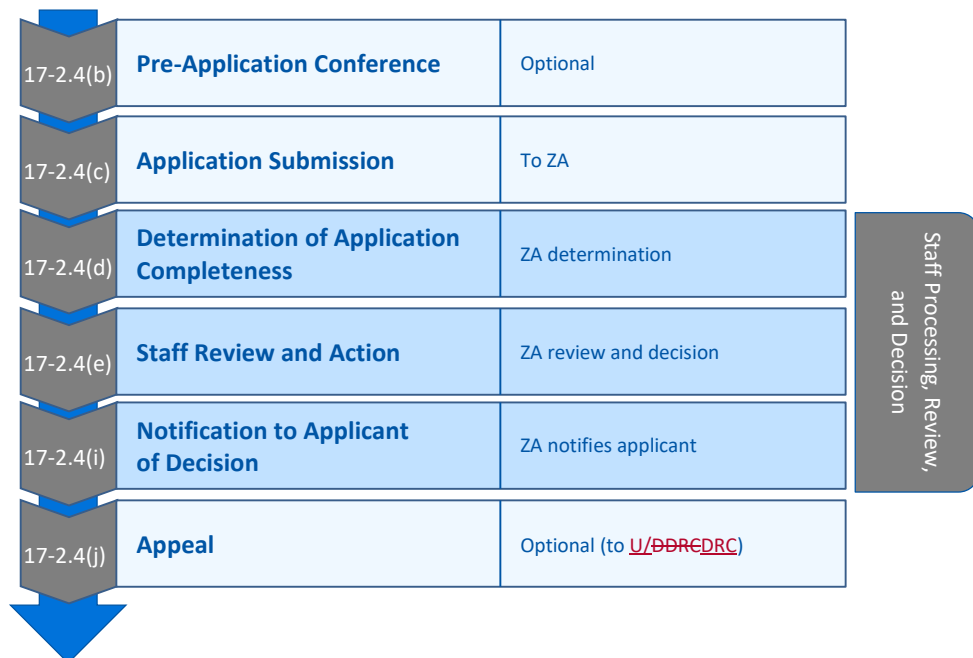 17-2.4(b)
Pre-Application Conference
Optional
17-2.4(c)
Application Submission
To ZA
17-2.4(d)
Determination of Application
Completeness
ZA determination
17-2.4(e)
Staff Review and Action
ZA review and decision
17-2.4(i)
Notification to Applicant
of Decision
ZA notifies applicant
17-2.4(j)
Appeal
Optional (to U/DDRCDRC)
Staff Processing, Review,
and Decision